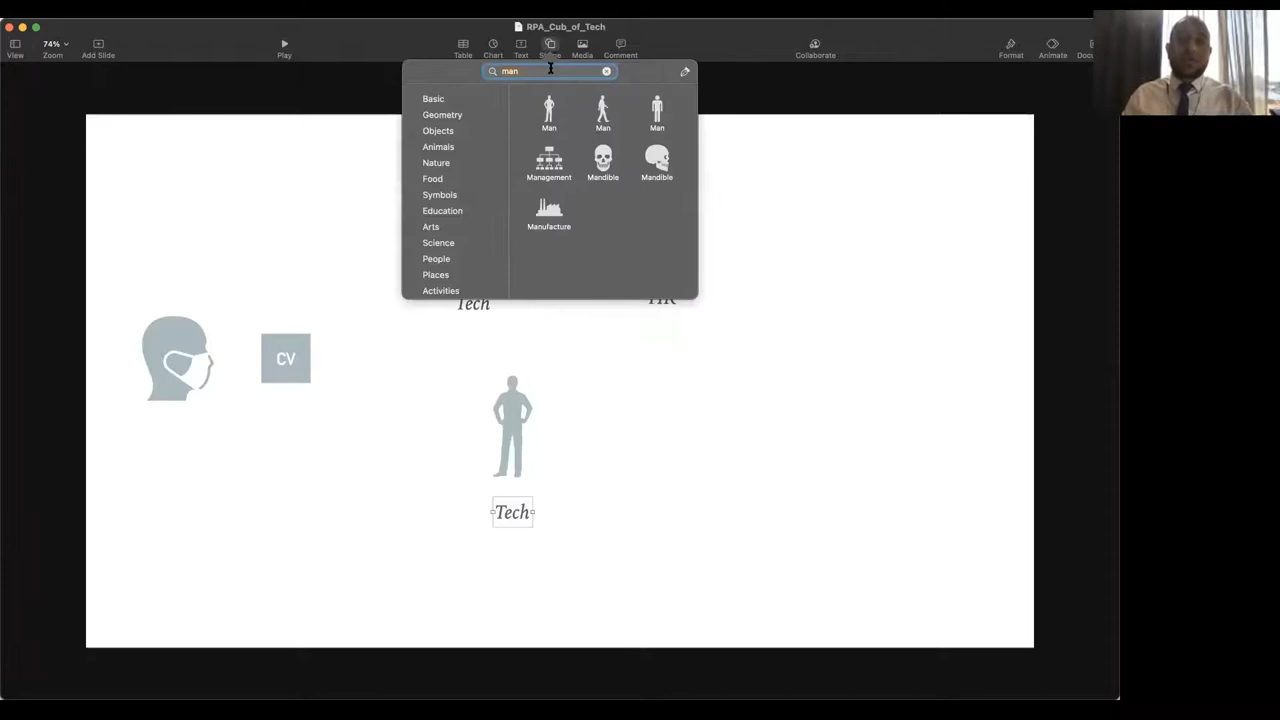 RPA_Cub_of_Tech
74%
View
Zoom
Add Slide
Play
Table
Chart
Text
Shape
Media
Comment
Collaborate
Format
Animate
man
Basic
Geometry
Objects
Animals
Nature
Food
Symbols
Education
Arts
Science
People
Places
Activities
Man
Man
Man
Management
Mandible
Mandible
Manufacture
Tech
HR
CV
Tech